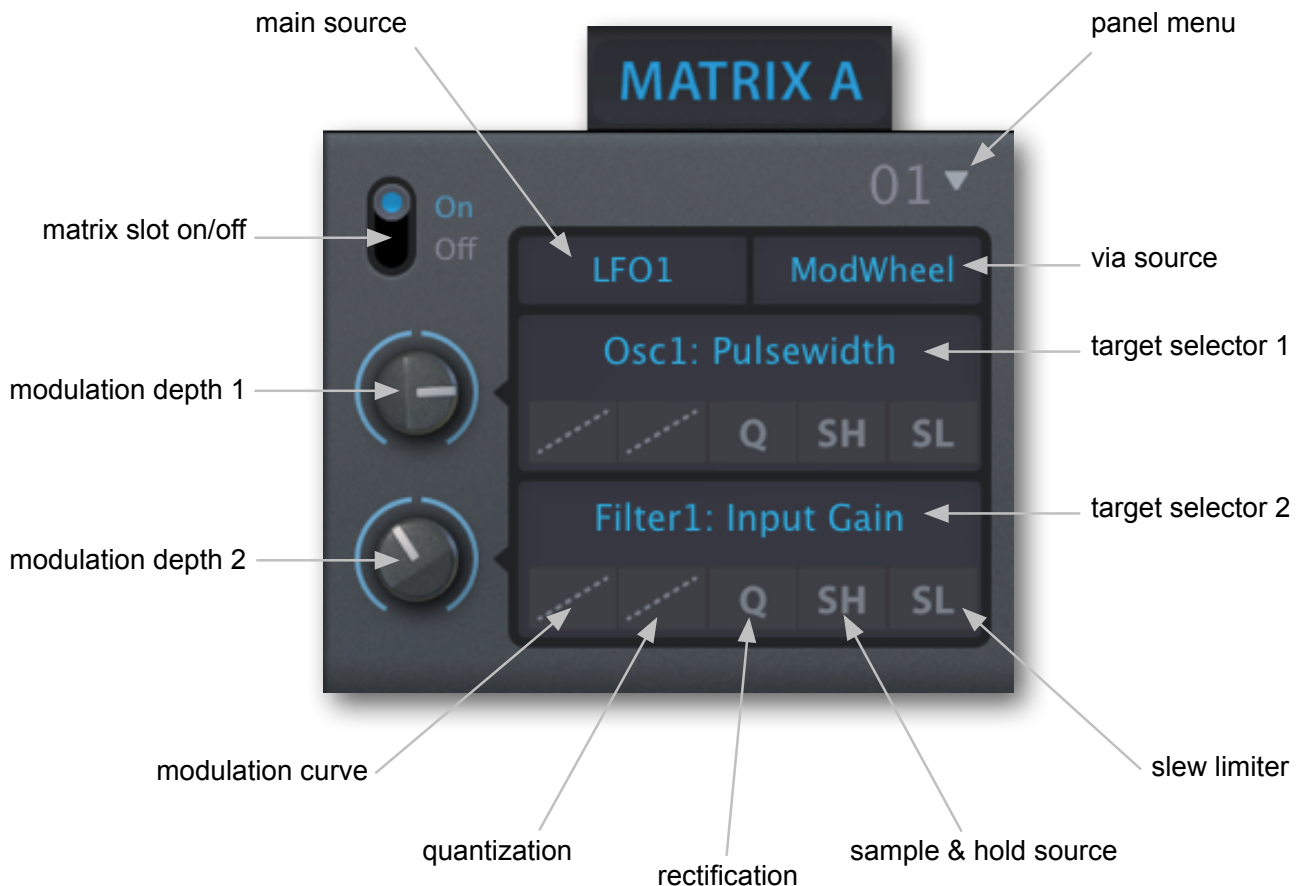 main source
panel menu
MATRIX A
01
On
Off
matrix slot on/off
LFO1
ModWheel
via source
Osc1: Pulsewidth
target selector 1
modulation depth 1
Q SH SL
Filter1: Input Gain
target selector 2
modulation depth 2
Q SH SL
modulation curve
slew limiter
quantization
sample & hold source
rectification